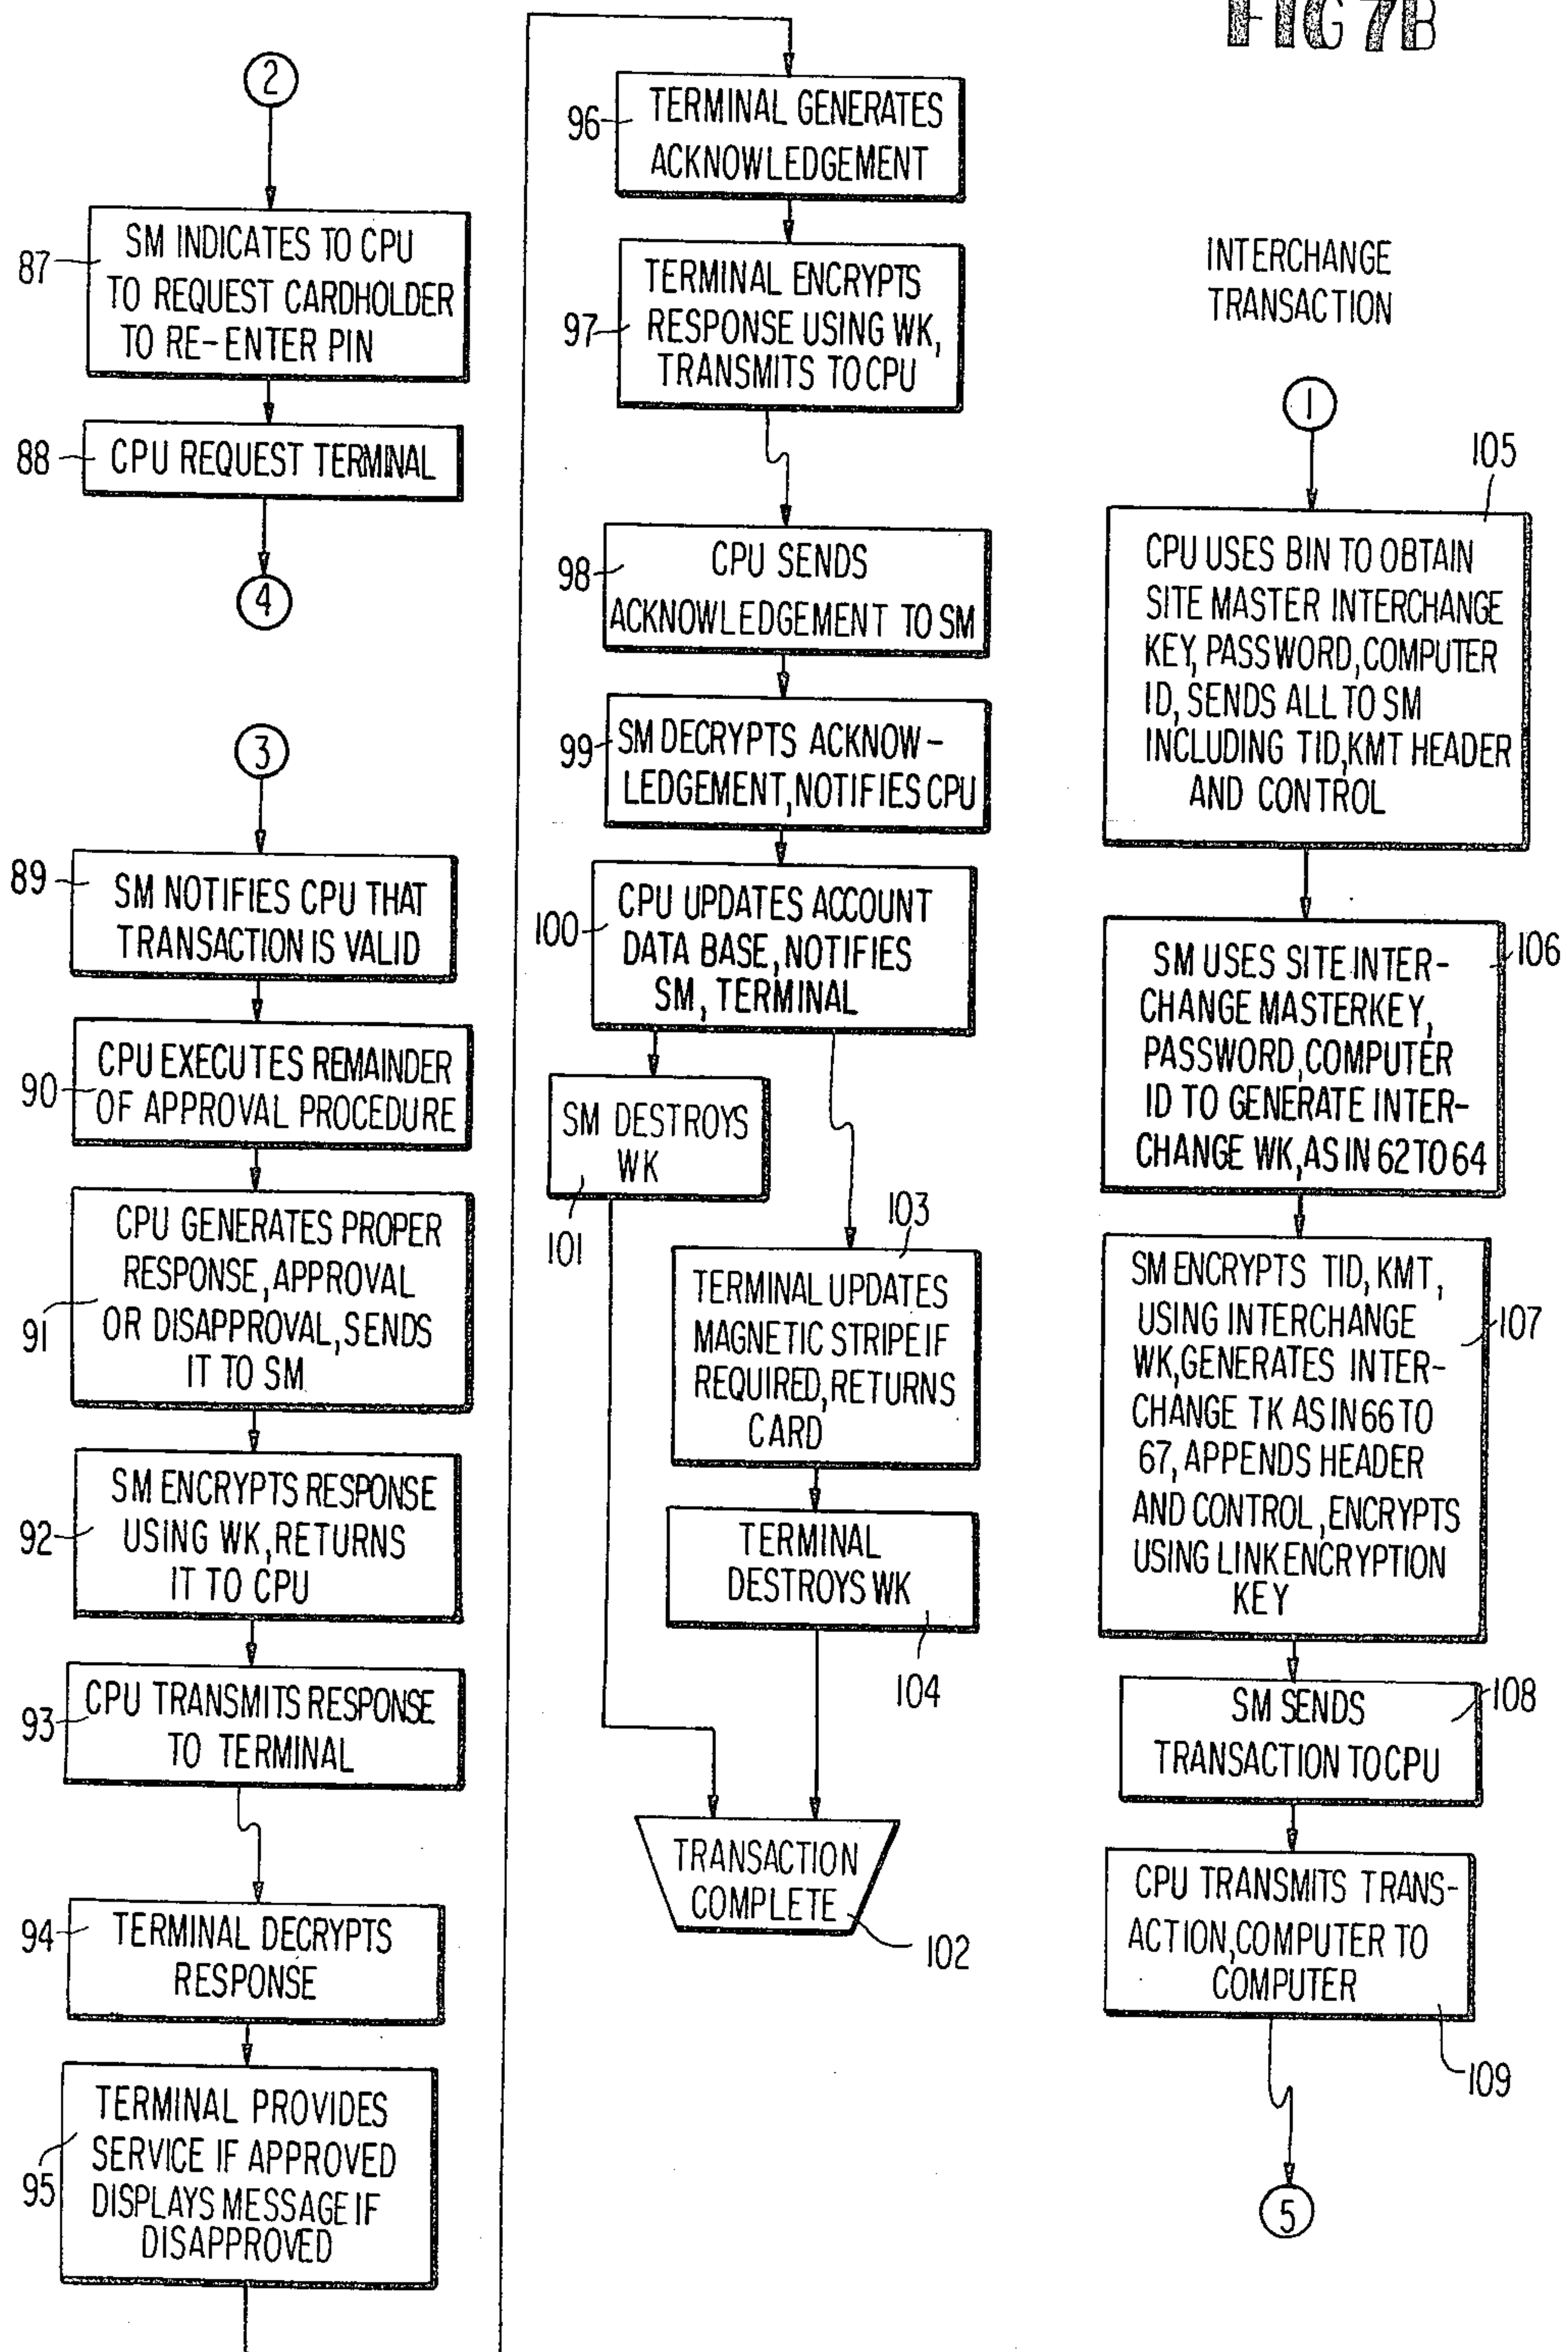 FIG 7B
2
87
SM INDICATES TO CPU
TO REQUEST CARDHOLDER
TO RE-ENTER PIN
88
CPU REQUEST TERMINAL
4
3
89
SM NOTIFIES CPU THAT
TRANSACTION IS VALID
90
CPU EXECUTES REMAINDER
OF APPROVAL PROCEDURE
91
CPU GENERATES PROPER
RESPONSE, APPROVAL
OR DISAPPROVAL, SENDS
IT TO SM
92
SM ENCRYPTS RESPONSE
USING WK, RETURNS
IT TO CPU
93
CPU TRANSMITS RESPONSE
TO TERMINAL
94
TERMINAL DECRYPTS
RESPONSE
95
TERMINAL PROVIDES
SERVICE IF APPROVED
DISPLAYS MESSAGE IF
DISAPPROVED
96
TERMINAL GENERATES
ACKNOWLEDGEMENT
97
TERMINAL ENCRYPTS
RESPONSE USING WK,
TRANSMITS TO CPU
98
CPU SENDS
ACKNOWLEDGEMENT TO SM
99
SM DECRYPTS ACKNOW-
LEDGEMENT, NOTIFIES CPU
100
CPU UPDATES ACCOUNT
DATA BASE, NOTIFIES
SM, TERMINAL
SM DESTROYS
WK
101
103
TERMINAL UPDATES
MAGNETIC STRIPE IF
REQUIRED, RETURNS
CARD
TERMINAL
DESTROYS WK
104
TRANSACTION
COMPLETE
102
INTERCHANGE
TRANSACTION
1
105
CPU USES BIN TO OBTAIN
SITE MASTER INTERCHANGE
KEY, PASSWORD, COMPUTER
ID, SENDS ALL TO SM
INCLUDING TID, KMT HEADER
AND CONTROL
106
SM USES SITE INTER-
CHANGE MASTERKEY,
PASSWORD, COMPUTER
ID TO GENERATE INTER-
CHANGE WK, AS IN 62 TO 64
107
SM ENCRYPTS TID, KMT,
USING INTERCHANGE
WK, GENERATES INTER-
CHANGE TK AS IN 66 TO
67, APPENDS HEADER
AND CONTROL, ENCRYPTS
USING LINK ENCRYPTION
KEY
108
SM SENDS
TRANSACTION TO CPU
CPU TRANSMITS TRANS-
ACTION, COMPUTER TO
COMPUTER
109
5